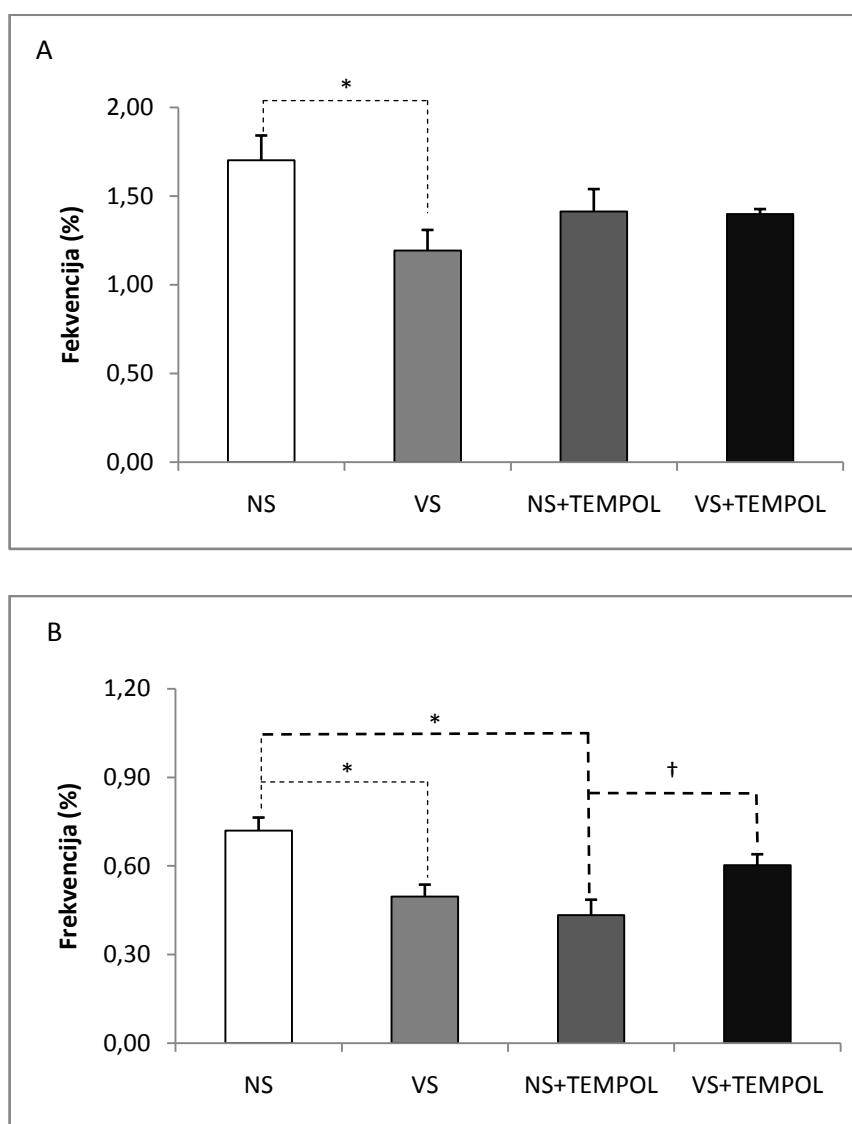 A
*
2,00
1,50
1,00
0,50
0,00
Fekvencija (%)
NS VS NS+TEMPOL VS+TEMPOL
B
1,20
*
0,90
*
†
0,60
0,30
0,00
Frekvencija (%)
NS VS NS+TEMPOL VS+TEMPOL